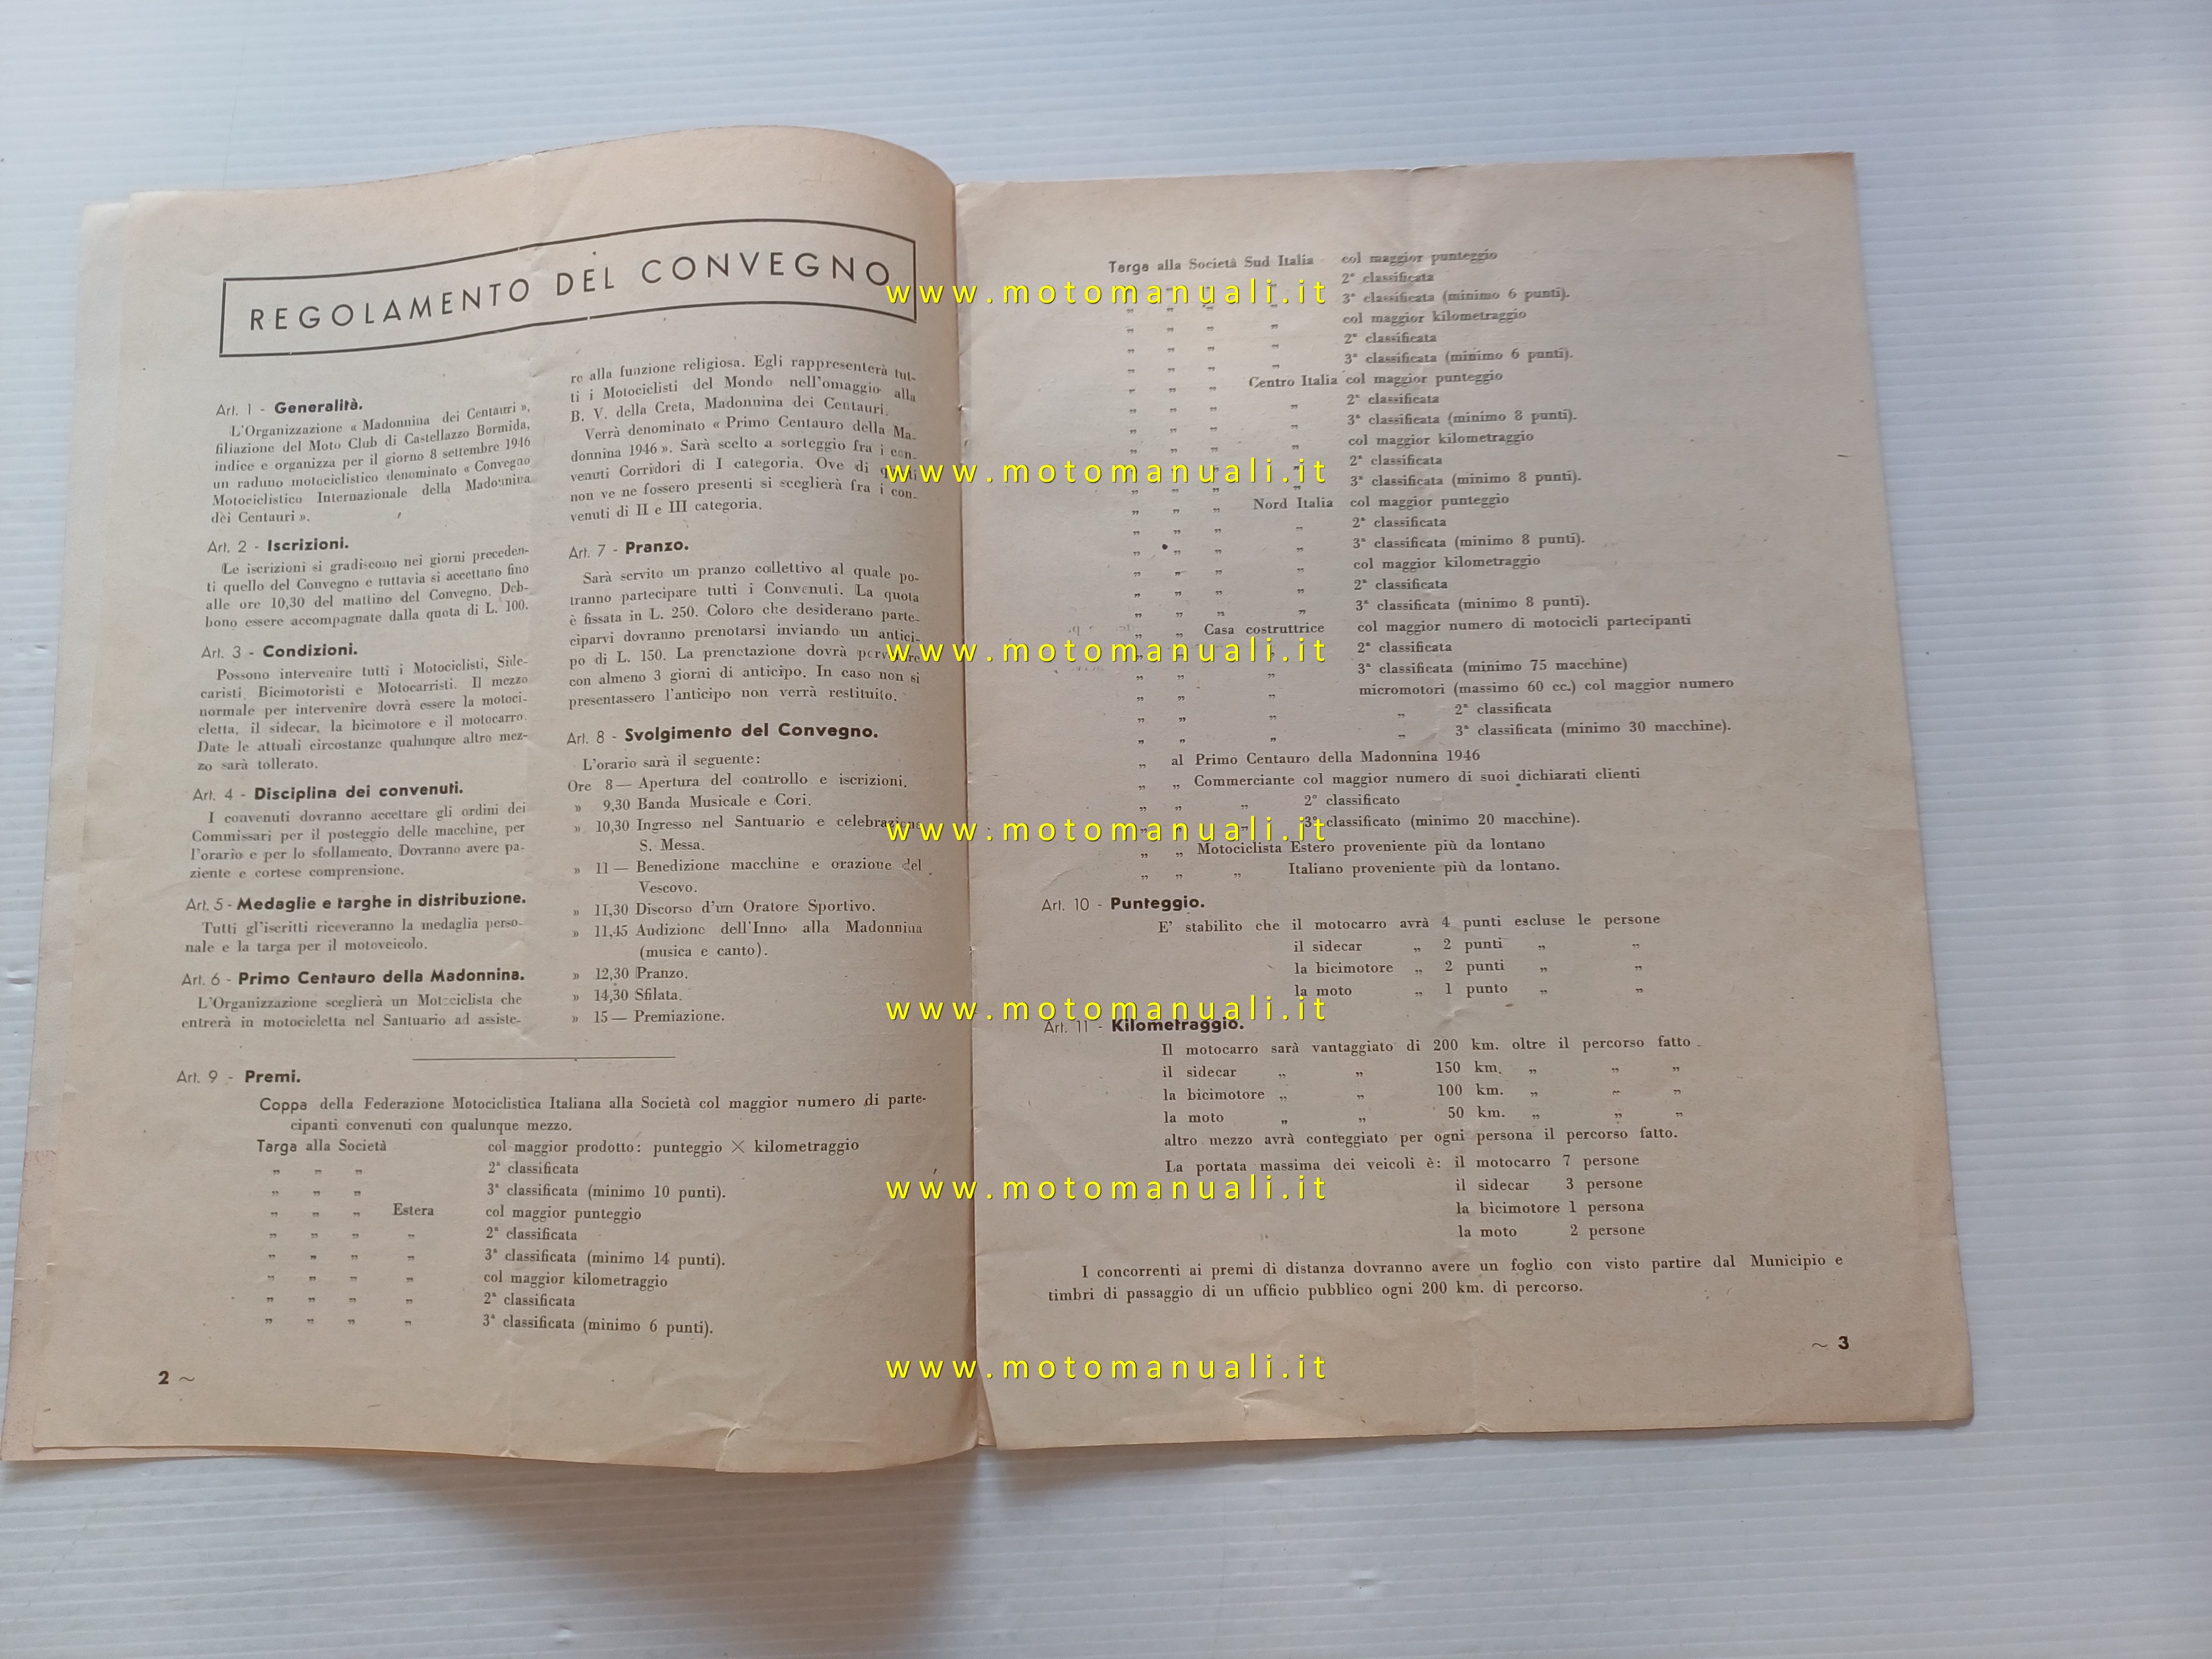 REGOLAMENTO DEL CONVEGNO
Art. 1 - Generalità.
L'Organizzazione « Madonnina dei Centauri »,
filiazione del Moto Club di Castellazzo Bormida,
indice e organizza per il giorno 8 settembre 1946
un raduno motociclistico denominato « Convegno
Motociclistico Internazionale della Madonnina
dei Centauri ».
Art. 2 - Iscrizioni.
Le iscrizioni si gradiscono nei giorni preceden-
ti quello del Convegno e tuttavia si accettano fino
alle ore 10,30 del mattino del Convegno. Deb-
bono essere accompagnate dalla quota di L. 100.
Art. 3 - Condizioni.
Possono intervenire tutti i Motociclisti, Side-
caristi, Bicimotoristi e Motocarristi. Il mezzo
normale per intervenire dovrà essere la motoci-
cletta, il sidecar, la bicimotore e il motocarro.
Date le attuali circostanze qualunque altro mez-
zo sarà tollerato.
Art. 4 - Disciplina dei convenuti.
I convenuti dovranno accettare gli ordini dei
Commissari per il posteggio delle macchine, per
l'orario e per lo sfollamento. Dovranno avere pa-
ziente e cortese comprensione.
Art. 5 - Medaglie e targhe in distribuzione.
Tutti gl'iscritti riceveranno la medaglia perso-
nale e la targa per il motoveicolo.
Art. 6 - Primo Centauro della Madonnina.
L'Organizzazione sceglierà un Motociclista che
entrerà in motocicletta nel Santuario ad assiste-
re alla funzione religiosa. Egli rappresenterà tut-
ti i Motociclisti del Mondo nell'omaggio alla
B. V. della Creta, Madonnina dei Centauri.
Verrà denominato « Primo Centauro della Ma-
donnina 1946 ». Sarà scelto a sorteggio fra i con-
venuti Corridori di I categoria. Ove di questi
non ve ne fossero presenti si sceglierà fra i con-
venuti di II e III categoria.
Art. 7 - Pranzo.
Sarà servito un pranzo collettivo al quale po-
tranno partecipare tutti i Convenuti. La quota
è fissata in L. 250. Coloro che desiderano parte-
ciparvi dovranno prenotarsi inviando un antici-
po di L. 150. La prenotazione dovrà pervenire
con almeno 3 giorni di anticipo. In caso non si
presentassero l'anticipo non verrà restituito.
Art. 8 - Svolgimento del Convegno.
L'orario sarà il seguente:
Ore 8 — Apertura del controllo e iscrizioni.
» 9,30 Banda Musicale e Cori.
» 10,30 Ingresso nel Santuario e celebrazione
S. Messa.
» 11 — Benedizione macchine e orazione del
Vescovo.
» 11,30 Discorso d'un Oratore Sportivo.
» 11,45 Audizione dell'Inno alla Madonnina
(musica e canto).
» 12,30 Pranzo.
» 14,30 Sfilata.
» 15 — Premiazione.
Art. 9 - Premi.
Coppa della Federazione Motociclistica Italiana alla Società col maggior numero di parte-
cipanti convenuti con qualunque mezzo.
Targa alla Società col maggior prodotto: punteggio × kilometraggio
„ „ „ 2ª classificata
„ „ „ 3ª classificata (minimo 10 punti).
„ „ „ Estera col maggior punteggio
„ „ „ „ 2ª classificata
„ „ „ „ 3ª classificata (minimo 14 punti).
„ „ „ „ col maggior kilometraggio
„ „ „ „ 2ª classificata
„ „ „ „ 3ª classificata (minimo 6 punti).
2 ~
Targa alla Società Sud Italia col maggior punteggio
„ „ „ „ 2ª classificata
„ „ „ „ 3ª classificata (minimo 6 punti).
„ „ „ „ col maggior kilometraggio
„ „ „ „ 2ª classificata
„ „ „ „ 3ª classificata (minimo 6 punti).
„ „ „ Centro Italia col maggior punteggio
„ „ „ „ 2ª classificata
„ „ „ „ 3ª classificata (minimo 8 punti).
„ „ „ „ col maggior kilometraggio
„ „ „ „ 2ª classificata
„ „ „ „ 3ª classificata (minimo 8 punti).
„ „ „ Nord Italia col maggior punteggio
„ „ „ „ 2ª classificata
„ „ „ „ 3ª classificata (minimo 8 punti).
„ „ „ „ col maggior kilometraggio
„ „ „ „ 2ª classificata
„ „ „ „ 3ª classificata (minimo 8 punti).
„ „ Casa costruttrice col maggior numero di motocicli partecipanti
„ „ „ „ 2ª classificata
„ „ „ „ 3ª classificata (minimo 75 macchine)
„ „ „ micromotori (massimo 60 cc.) col maggior numero
„ „ „ „ 2ª classificata
„ „ „ „ 3ª classificata (minimo 30 macchine).
„ al Primo Centauro della Madonnina 1946
„ „ Commerciante col maggior numero di suoi dichiarati clienti
„ „ „ 2º classificato
„ „ „ 3º classificato (minimo 20 macchine).
„ „ Motociclista Estero proveniente più da lontano
„ „ „ Italiano proveniente più da lontano.
Art. 10 - Punteggio.
E' stabilito che il motocarro avrà 4 punti escluse le persone
il sidecar „ 2 punti „ „
la bicimotore „ 2 punti „ „
la moto „ 1 punto „ „
Art. 11 - Kilometraggio.
Il motocarro sarà vantaggiato di 200 km. oltre il percorso fatto
il sidecar „ „ 150 km. „ „ „
la bicimotore „ „ 100 km. „ „ „
la moto „ „ 50 km. „ „ „
altro mezzo avrà conteggiato per ogni persona il percorso fatto.
La portata massima dei veicoli è: il motocarro 7 persone
il sidecar 3 persone
la bicimotore 1 persona
la moto 2 persone
I concorrenti ai premi di distanza dovranno avere un foglio con visto partire dal Municipio e
timbri di passaggio di un ufficio pubblico ogni 200 km. di percorso.
~ 3
www.motomanuali.it
www.motomanuali.it
www.motomanuali.it
www.motomanuali.it
www.motomanuali.it
www.motomanuali.it
www.motomanuali.it